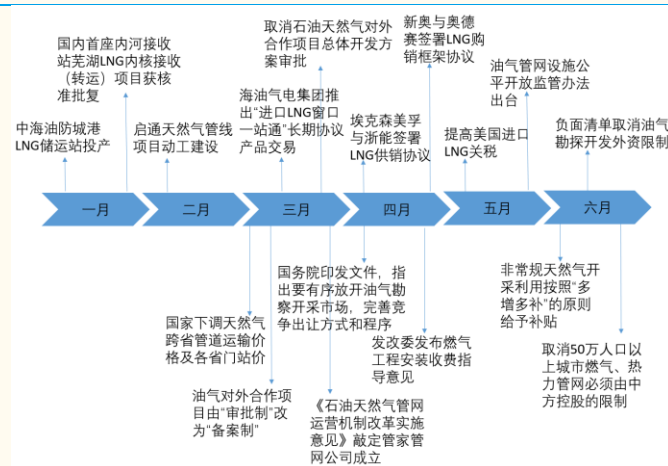 国内首座内河接收
站芜湖LNG内核接收
（转运）项目获核
准批复
中海油防城港
LNG储运站投产
启通天然气管线
项目动工建设
取消石油天然气对外
合作项目总体开发方
案审批
海油气电集团推
出“进口LNG窗口
一站通”长期协议
产品交易
新奥与奥德
赛签署LNG购
销框架协议
埃克森美孚
与浙能签署
LNG供销协议
油气管网设施公
平开放监管办法
出台
提高美国进口
LNG关税
负面清单取消油气
勘探开发外资限制
一月
二月
三月
四月
五月
六月
国家下调天然气
跨省管道运输价
格及各省门站价
油气对外合作项
目由“审批制”改
为“备案制”
国务院印发文件，指
出要有序放开油气勘
察开采市场，完善竞
争出让方式和程序
《石油天然气管网
运营机制改革实施
意见》敲定管家管
网公司成立
发改委发布燃气
工程安装收费指
导意见
非常规天然气开
采利用按照“多
增多补”的原则
给予补贴
取消50万人口以
上城市燃气、热
力管网必须由中
方控股的限制